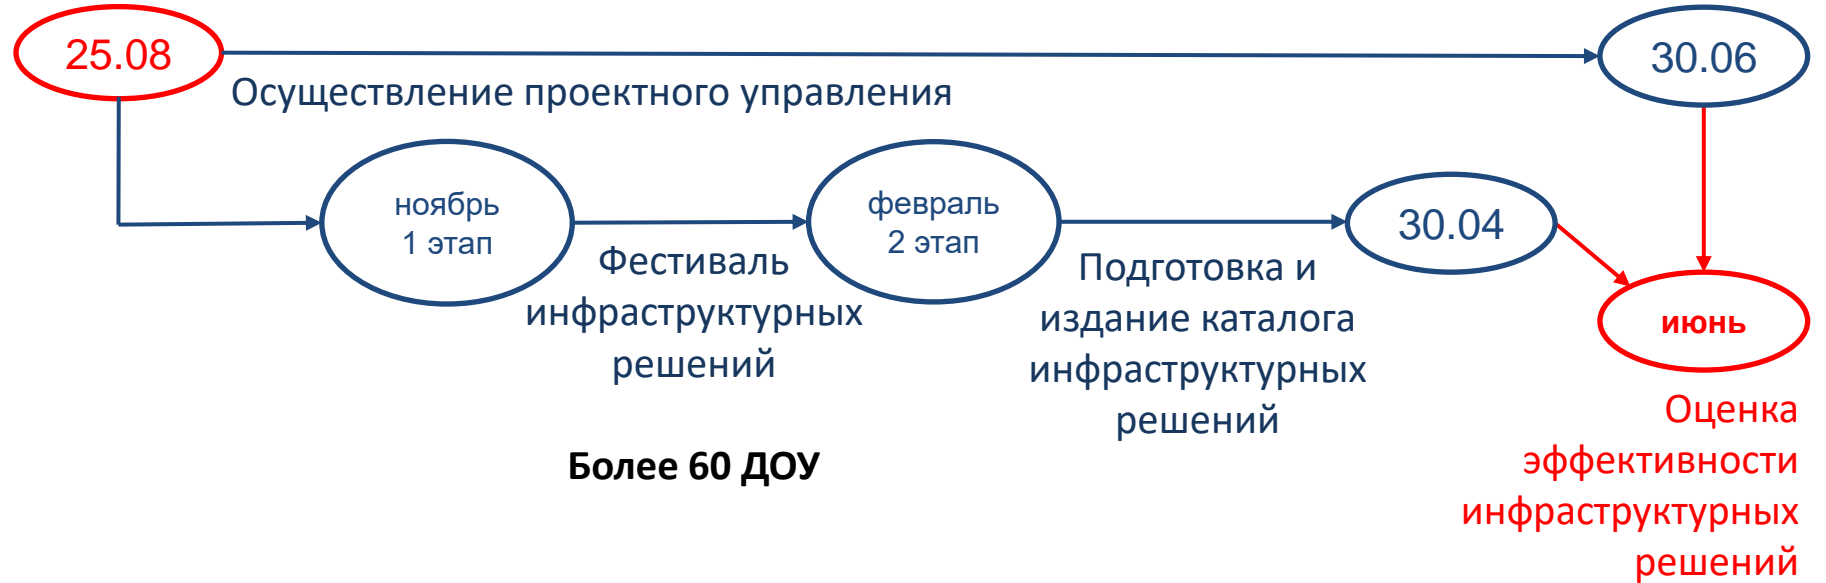 25.08
30.06
Осуществление проектного управления
ноябрь
1 этап
февраль
2 этап
30.04
Фестиваль
инфраструктурных
решений
Подготовка и
издание каталога
инфраструктурных
решений
июнь
Оценка
эффективности
инфраструктурных
решений
Более 60 ДОУ